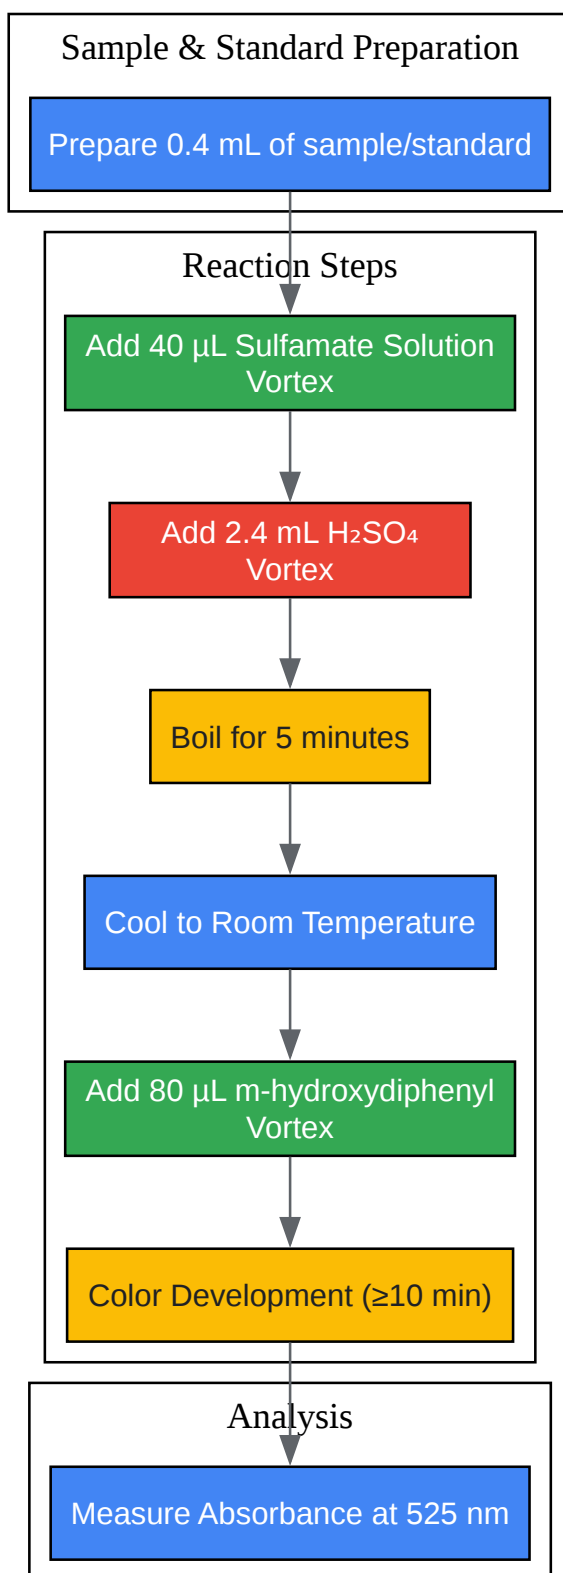 Sample & Standard Preparation
Prepare 0.4 mL of sample/standard
Reaction Steps
Add 40 µL Sulfamate Solution
Vortex
Add 2.4 mL H₂SO₄
Vortex
Boil for 5 minutes
Cool to Room Temperature
Add 80 µL m-hydroxydiphenyl
Vortex
Color Development (≥10 min)
Analysis
Measure Absorbance at 525 nm